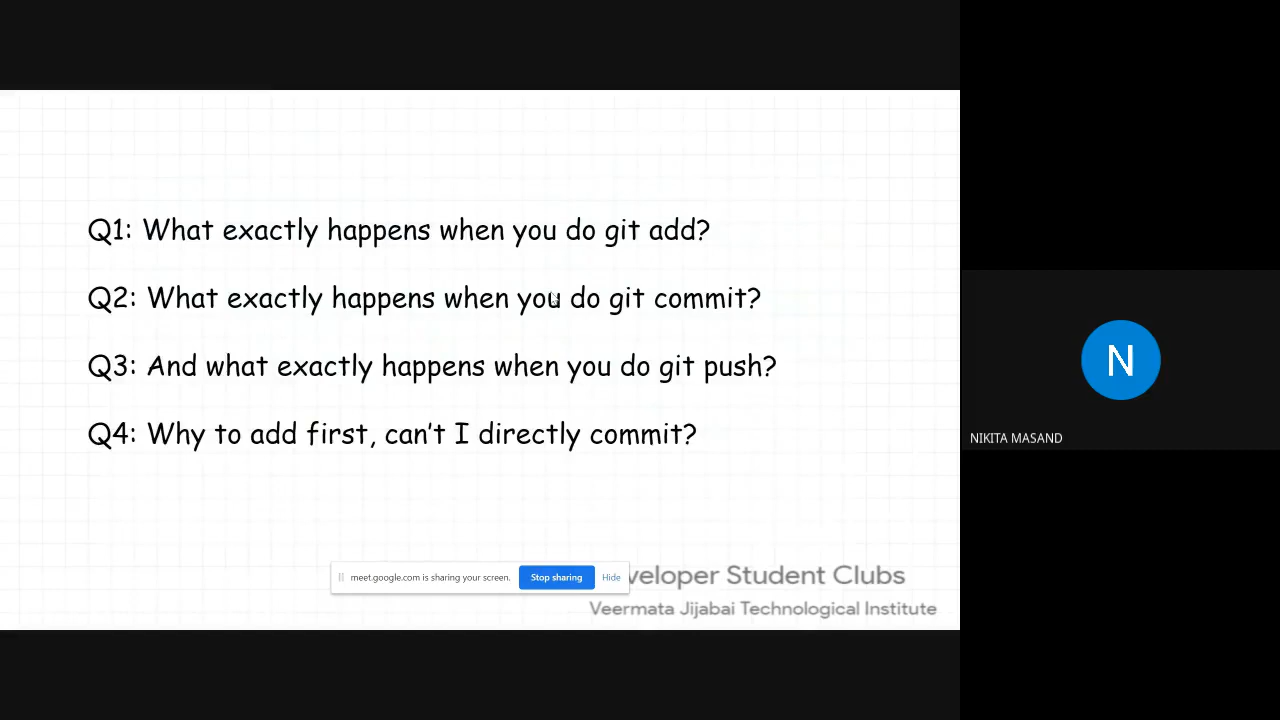 Q1: What exactly happens when you do git add?
Q2: What exactly happens when you do git commit?
Q3: And what exactly happens when you do git push?
Q4: Why to add first, can't I directly commit?
meet.google.com is sharing your screen. Stop sharing Hide
veloper Student Clubs
Veermata Jijabai Technological Institute
N
NIKITA MASAND